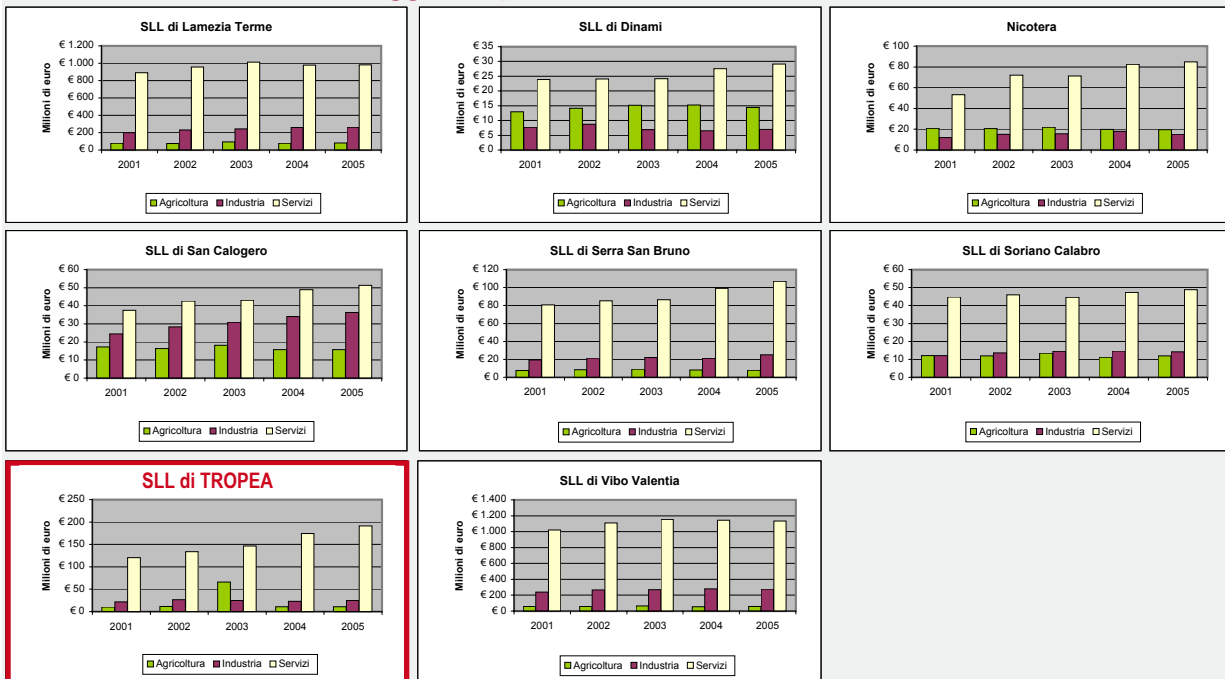 SLL di Lamezia Terme
Milioni di euro
€ 1.200
€ 1.000
€ 800
€ 600
€ 400
€ 200
€ 0
2001 2002 2003 2004 2005
Agricoltura Industria Servizi
SLL di Dinami
Milioni di euro
€ 35
€ 30
€ 25
€ 20
€ 15
€ 10
€ 5
€ 0
2001 2002 2003 2004 2005
Agricoltura Industria Servizi
Nicotera
Milioni di euro
€ 100
€ 80
€ 60
€ 40
€ 20
€ 0
2001 2002 2003 2004 2005
Agricoltura Industria Servizi
SLL di San Calogero
Milioni di euro
€ 60
€ 50
€ 40
€ 30
€ 20
€ 10
€ 0
2001 2002 2003 2004 2005
Agricoltura Industria Servizi
SLL di Serra San Bruno
Milioni di euro
€ 120
€ 100
€ 80
€ 60
€ 40
€ 20
€ 0
2001 2002 2003 2004 2005
Agricoltura Industria Servizi
SLL di Soriano Calabro
Milioni di euro
€ 60
€ 50
€ 40
€ 30
€ 20
€ 10
€ 0
2001 2002 2003 2004 2005
Agricoltura Industria Servizi
SLL di TROPEA
Milioni di euro
€ 250
€ 200
€ 150
€ 100
€ 50
€ 0
2001 2002 2003 2004 2005
Agricoltura Industria Servizi
SLL di Vibo Valentia
Milioni di euro
€ 1.400
€ 1.200
€ 1.000
€ 800
€ 600
€ 400
€ 200
€ 0
2001 2002 2003 2004 2005
Agricoltura Industria Servizi